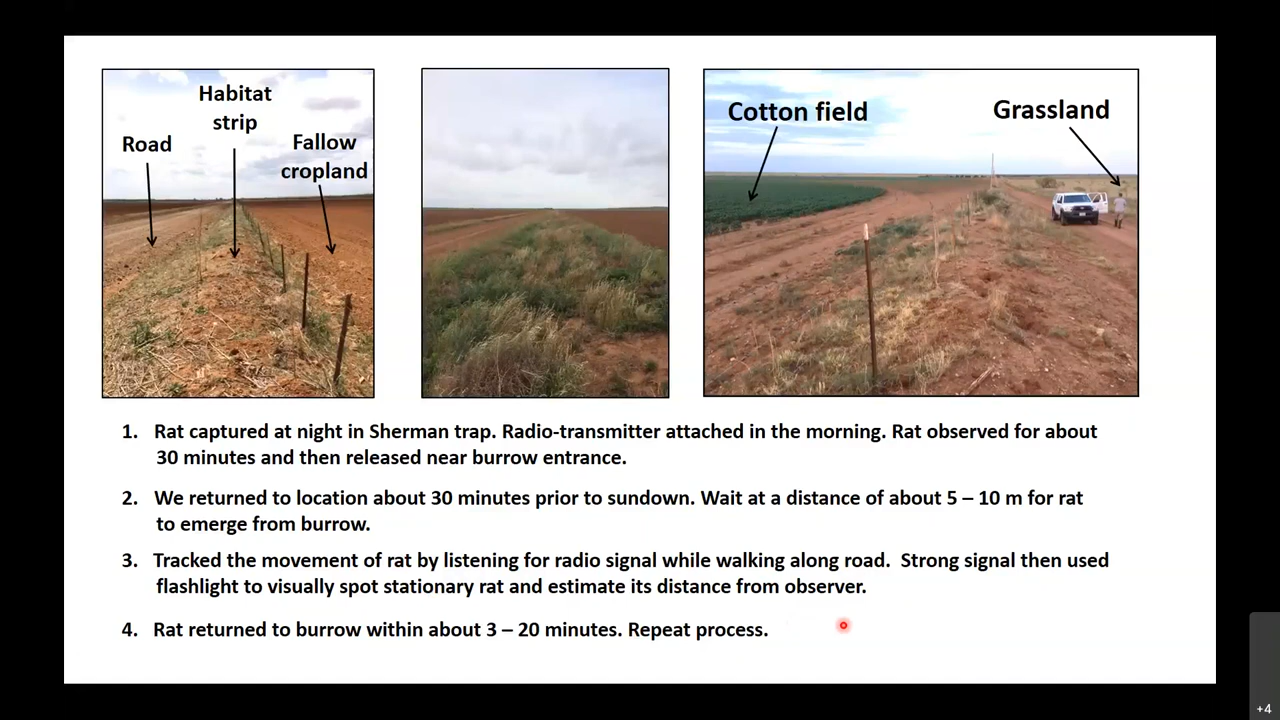 Habitat
strip
Road
Fallow
cropland
Cotton field
Grassland
1. Rat captured at night in Sherman trap. Radio-transmitter attached in the morning. Rat observed for about
30 minutes and then released near burrow entrance.
2. We returned to location about 30 minutes prior to sundown. Wait at a distance of about 5 – 10 m for rat
to emerge from burrow.
3. Tracked the movement of rat by listening for radio signal while walking along road. Strong signal then used
flashlight to visually spot stationary rat and estimate its distance from observer.
4. Rat returned to burrow within about 3 – 20 minutes. Repeat process.
+4